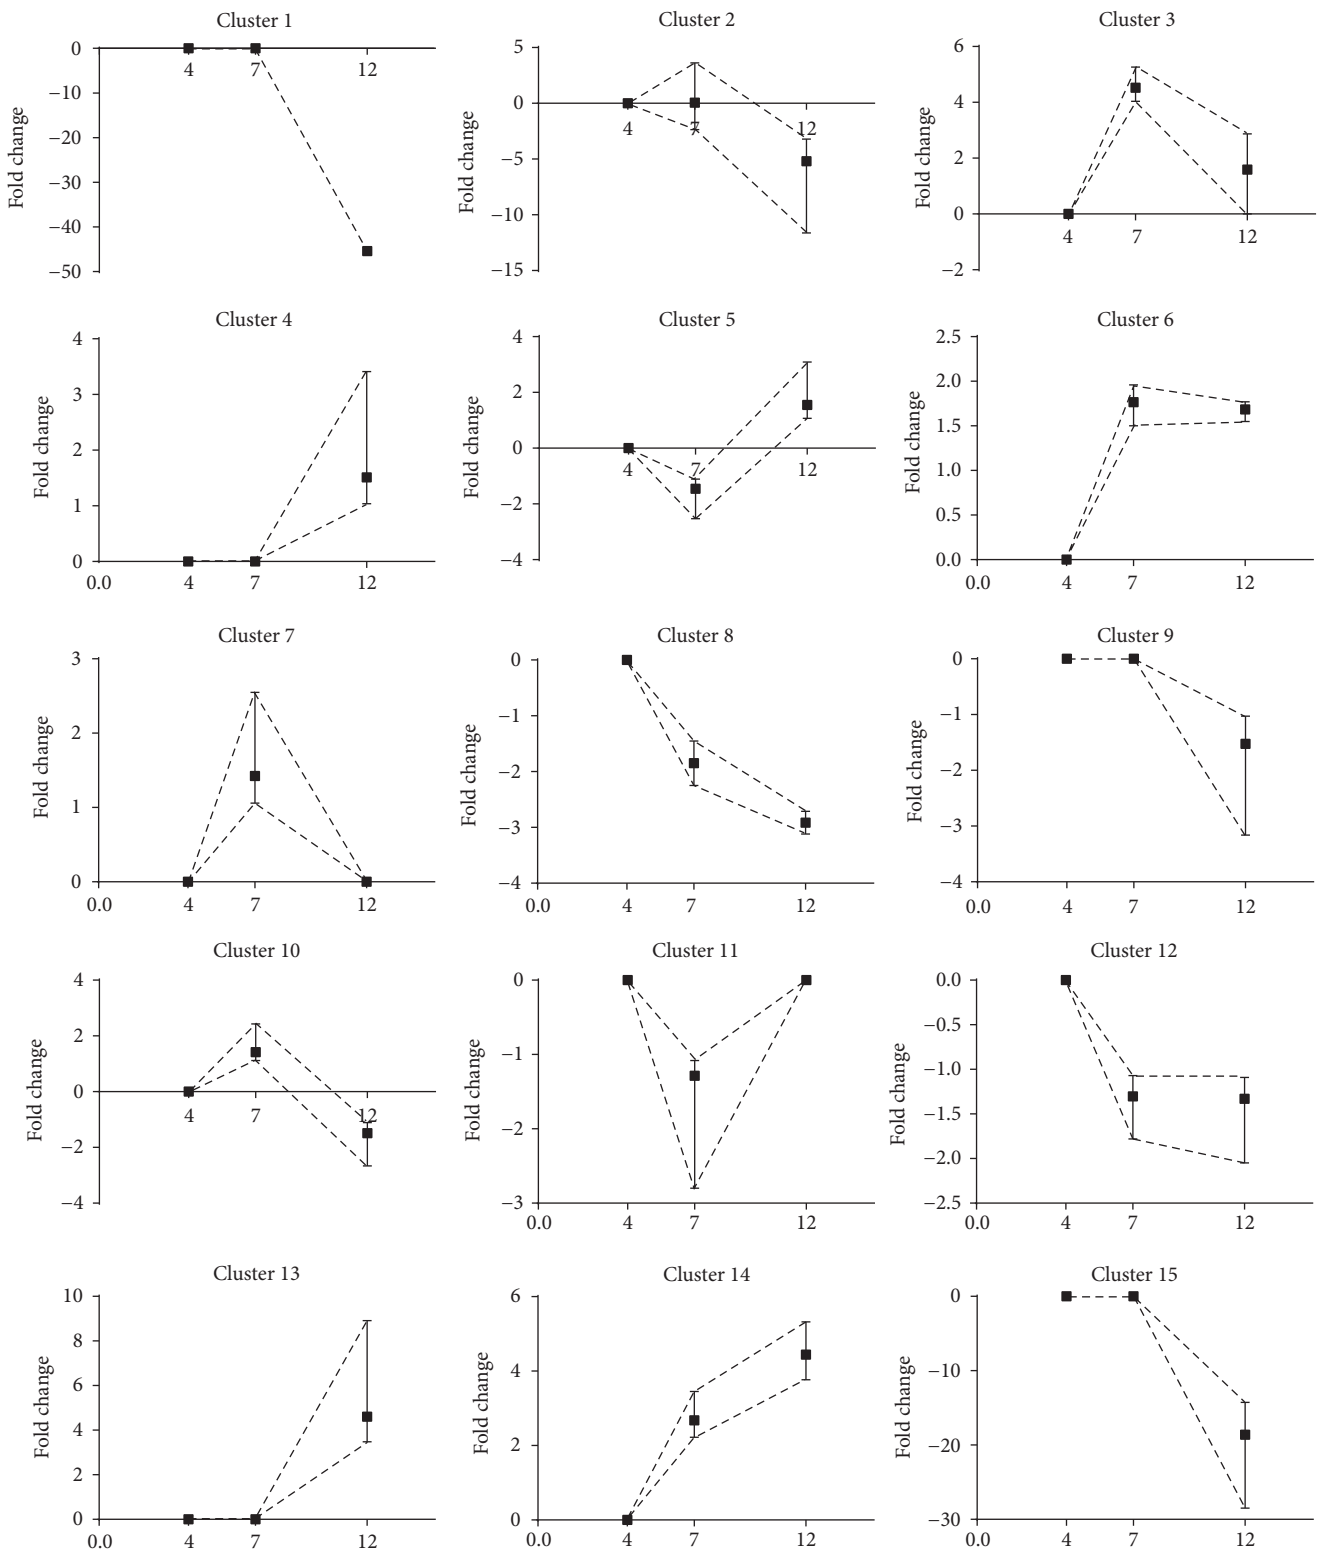 Cluster 1
Fold change
0
−10
−20
−30
−40
−50
4 7 12
Cluster 2
Fold change
5
0
−5
−10
−15
4 7 12
Cluster 3
Fold change
6
4
2
0
−2
4 7 12
Cluster 4
Fold change
4
3
2
1
0
0.0 4 7 12
Cluster 5
Fold change
4
2
0
−2
−4
4 7 12
Cluster 6
Fold change
2.5
2.0
1.5
1.0
0.5
0.0
0.0 4 7 12
Cluster 7
Fold change
3
2
1
0
0.0 4 7 12
Cluster 8
Fold change
0
−1
−2
−3
−4
0.0 4 7 12
Cluster 9
Fold change
0
−1
−2
−3
−4
0.0 4 7 12
Cluster 10
Fold change
4
2
0
−2
−4
4 7 12
Cluster 11
Fold change
0
−1
−2
−3
0.0 4 7 12
Cluster 12
Fold change
0.0
−0.5
−1.0
−1.5
−2.0
−2.5
0.0 4 7 12
Cluster 13
Fold change
10
8
6
4
2
0
0.0 4 7 12
Cluster 14
Fold change
6
4
2
0
0.0 4 7 12
Cluster 15
Fold change
0
−10
−20
−30
0.0 4 7 12